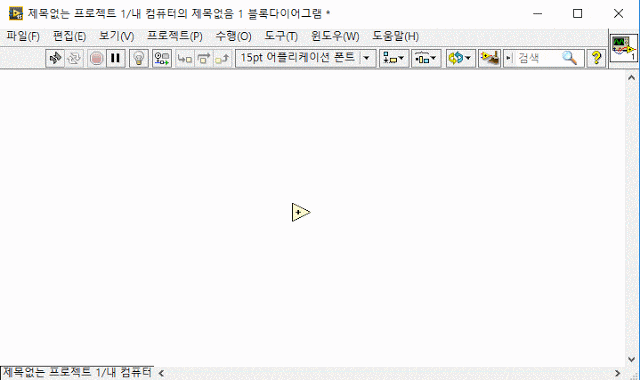 제목없는 프로젝트 1/내 컴퓨터의 제목없음 1 블록다이어그램 *
파일(F) 편집(E) 보기(V) 프로젝트(P) 수행(O) 도구(T) 윈도우(W) 도움말(H)
15pt 어플리케이션 폰트 검색 ? 1
+
제목없는 프로젝트 1/내 컴퓨터